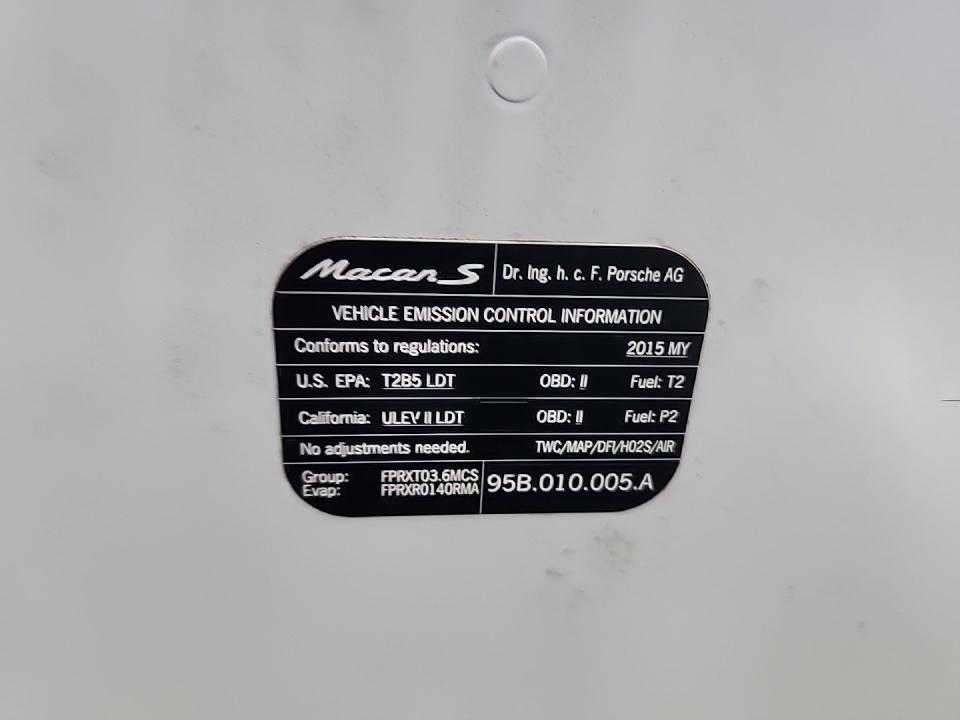 Macan S Dr. Ing. h. c. F. Porsche AG
VEHICLE EMISSION CONTROL INFORMATION
Conforms to regulations: 2015 MY
U.S. EPA: T2B5 LDT OBD: II Fuel: T2
California: ULEV II LDT OBD: II Fuel: P2
No adjustments needed. TWC/MAP/DFI/HO2S/AIR
Group: FPRXT03.6MCS
Evap: FPRXR0140RMA
95B.010.005.A